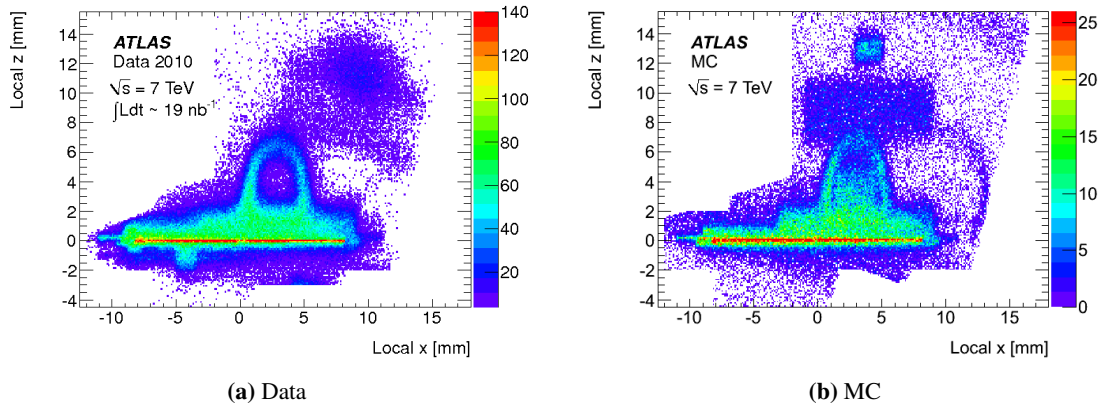 Local z [mm]
14
12
10
8
6
4
2
0
-2
-4
ATLAS
Data 2010
√s = 7 TeV
∫Ldt ~ 19 nb⁻¹
-10 -5 0 5 10 15
Local x [mm]
140
120
100
80
60
40
20
(a) Data
Local z [mm]
14
12
10
8
6
4
2
0
-2
-4
ATLAS
MC
√s = 7 TeV
-10 -5 0 5 10 15
Local x [mm]
25
20
15
10
5
0
(b) MC